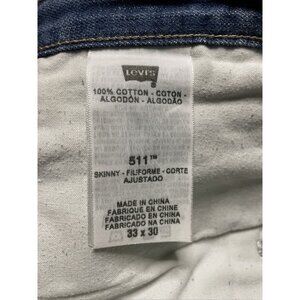 LEVI'S
100% COTTON - COTON -
ALGODÓN - ALGODÃO
511™
SKINNY - FILIFORME - CORTE
AJUSTADO
MADE IN CHINA
FABRIQUÉ EN CHINE
FABRICADO EN CHINA
FABRICADO NA CHINA
33 x 30